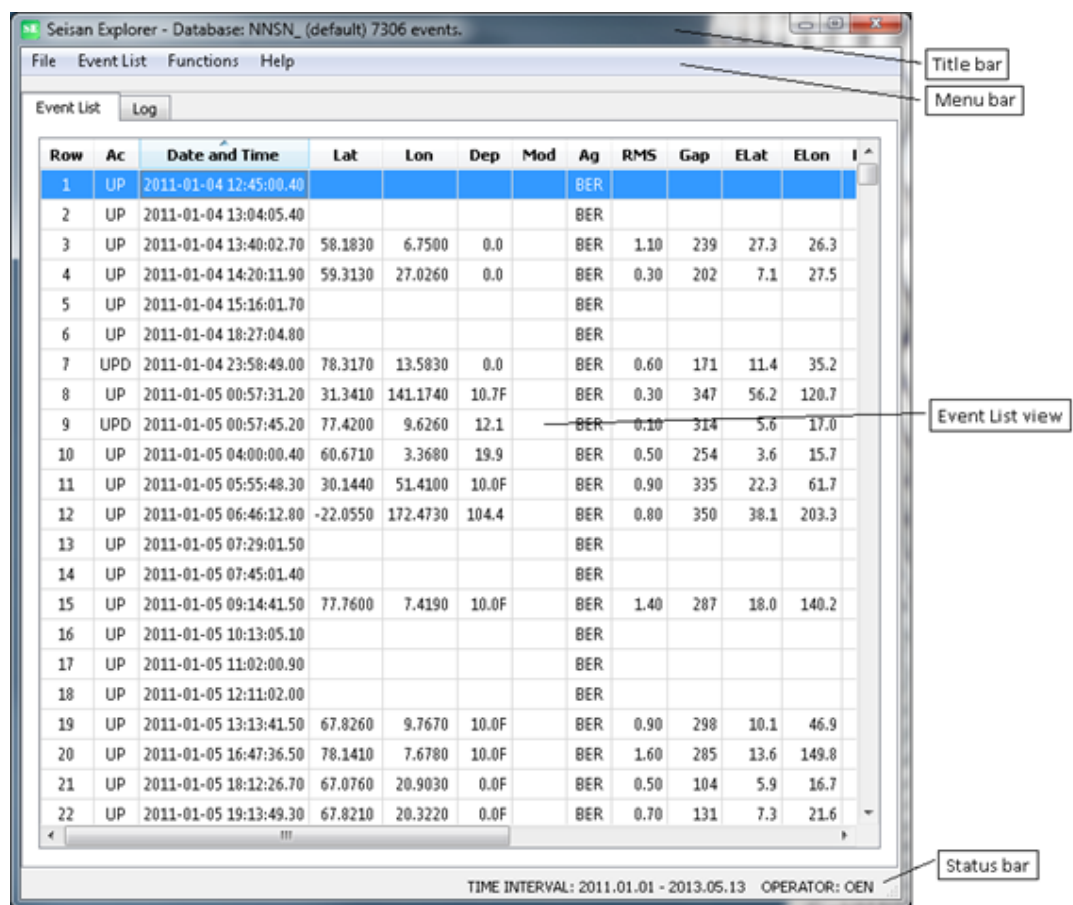 SE Seisan Explorer - Database: NNSN_ (default) 7306 events.
Title bar
File Event List Functions Help
Menu bar
Event List Log
Row Ac Date and Time Lat Lon Dep Mod Ag RMS Gap ELat ELon
1 UP 2011-01-04 12:45:00.40 BER
2 UP 2011-01-04 13:04:05.40 BER
3 UP 2011-01-04 13:40:02.70 58.1830 6.7500 0.0 BER 1.10 239 27.3 26.3
4 UP 2011-01-04 14:20:11.90 59.3130 27.0260 0.0 BER 0.30 202 7.1 27.5
5 UP 2011-01-04 15:16:01.70 BER
6 UP 2011-01-04 18:27:04.80 BER
7 UPD 2011-01-04 23:58:49.00 78.3170 13.5830 0.0 BER 0.60 171 11.4 35.2
8 UP 2011-01-05 00:57:31.20 31.3410 141.1740 10.7F BER 0.30 347 56.2 120.7
9 UPD 2011-01-05 00:57:45.20 77.4200 9.6260 12.1 BER 0.10 314 5.6 17.0
Event List view
10 UP 2011-01-05 04:00:00.40 60.6710 3.3680 19.9 BER 0.50 254 3.6 15.7
11 UP 2011-01-05 05:55:48.30 30.1440 51.4100 10.0F BER 0.90 335 22.3 61.7
12 UP 2011-01-05 06:46:12.80 -22.0550 172.4730 104.4 BER 0.80 350 38.1 203.3
13 UP 2011-01-05 07:29:01.50 BER
14 UP 2011-01-05 07:45:01.40 BER
15 UP 2011-01-05 09:14:41.50 77.7600 7.4190 10.0F BER 1.40 287 18.0 140.2
16 UP 2011-01-05 10:13:05.10 BER
17 UP 2011-01-05 11:02:00.90 BER
18 UP 2011-01-05 12:11:02.00 BER
19 UP 2011-01-05 13:13:41.50 67.8260 9.7670 10.0F BER 0.90 298 10.1 46.9
20 UP 2011-01-05 16:47:36.50 78.1410 7.6780 10.0F BER 1.60 285 13.6 149.8
21 UP 2011-01-05 18:12:26.70 67.0760 20.9030 0.0F BER 0.50 104 5.9 16.7
22 UP 2011-01-05 19:13:49.30 67.8210 20.3220 0.0F BER 0.70 131 7.3 21.6
Status bar
TIME INTERVAL: 2011.01.01 - 2013.05.13 OPERATOR: OEN